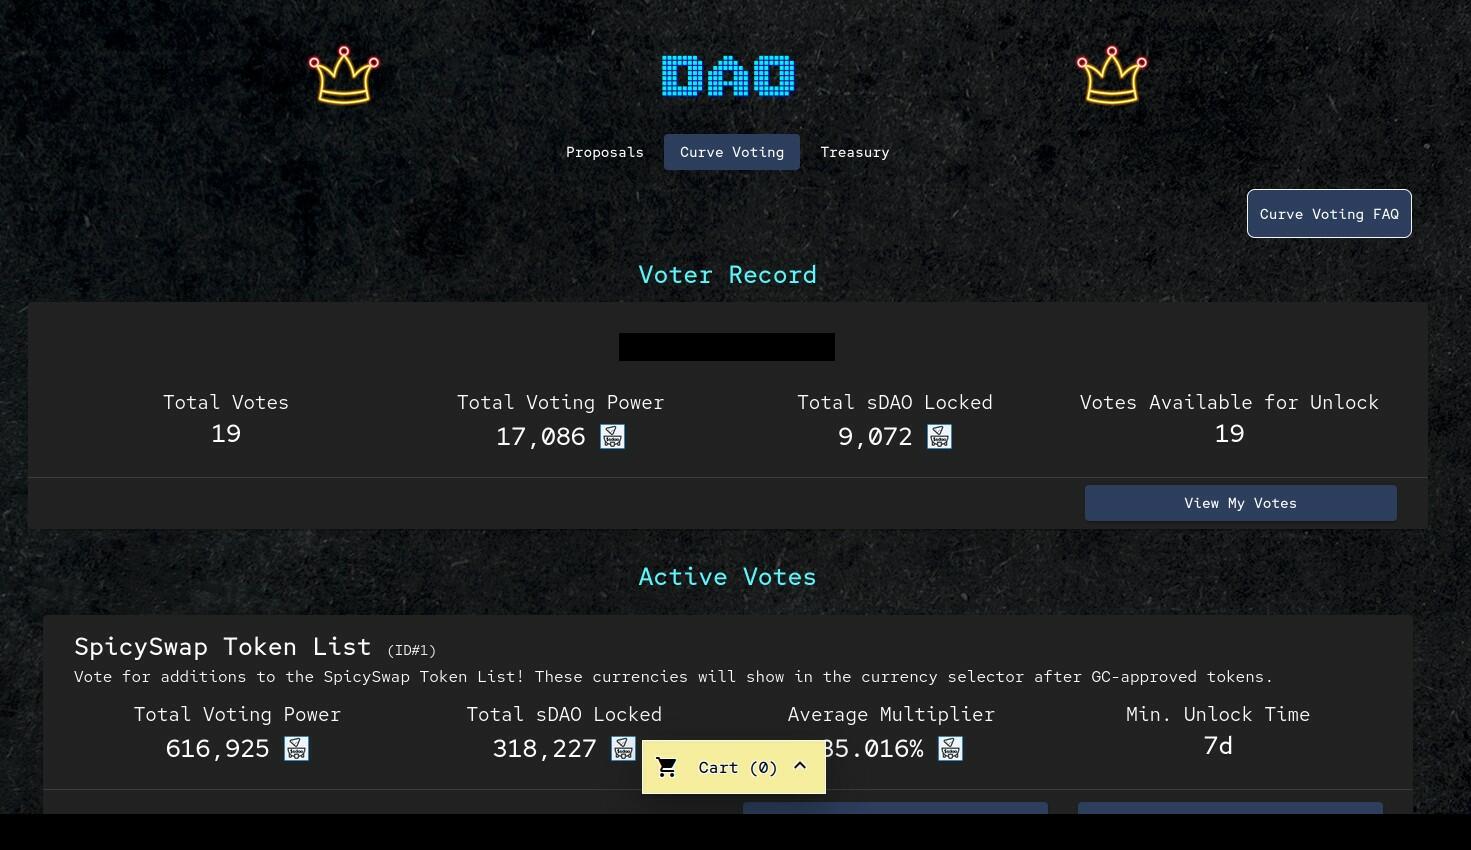 DAO
Proposals Curve Voting Treasury
Curve Voting FAQ
Voter Record
Total Votes Total Voting Power Total sDAO Locked Votes Available for Unlock
19 17,086 9,072 19
View My Votes
Active Votes
SpicySwap Token List (ID#1)
Vote for additions to the SpicySwap Token List! These currencies will show in the currency selector after GC-approved tokens.
Total Voting Power Total sDAO Locked Average Multiplier Min. Unlock Time
616,925 318,227 7d
Cart (0)